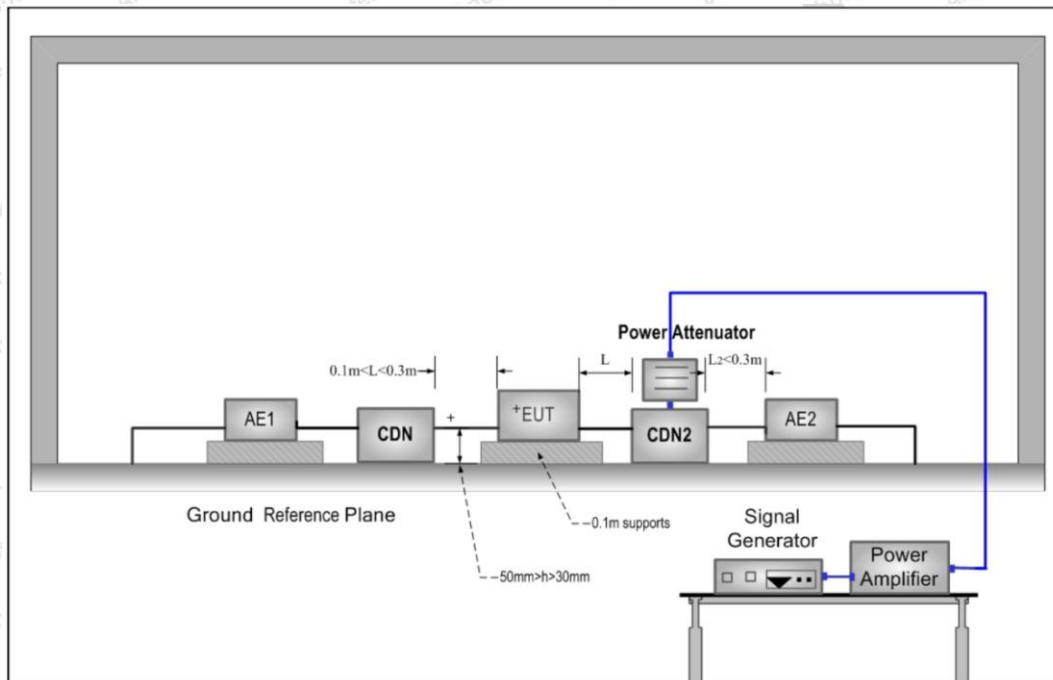 Power Attenuator
0.1m<L<0.3m
L
L2<0.3m
AE1
CDN
+
+EUT
CDN2
AE2
Ground Reference Plane
0.1m supports
50mm>h>30mm
Signal
Generator
Power
Amplifier